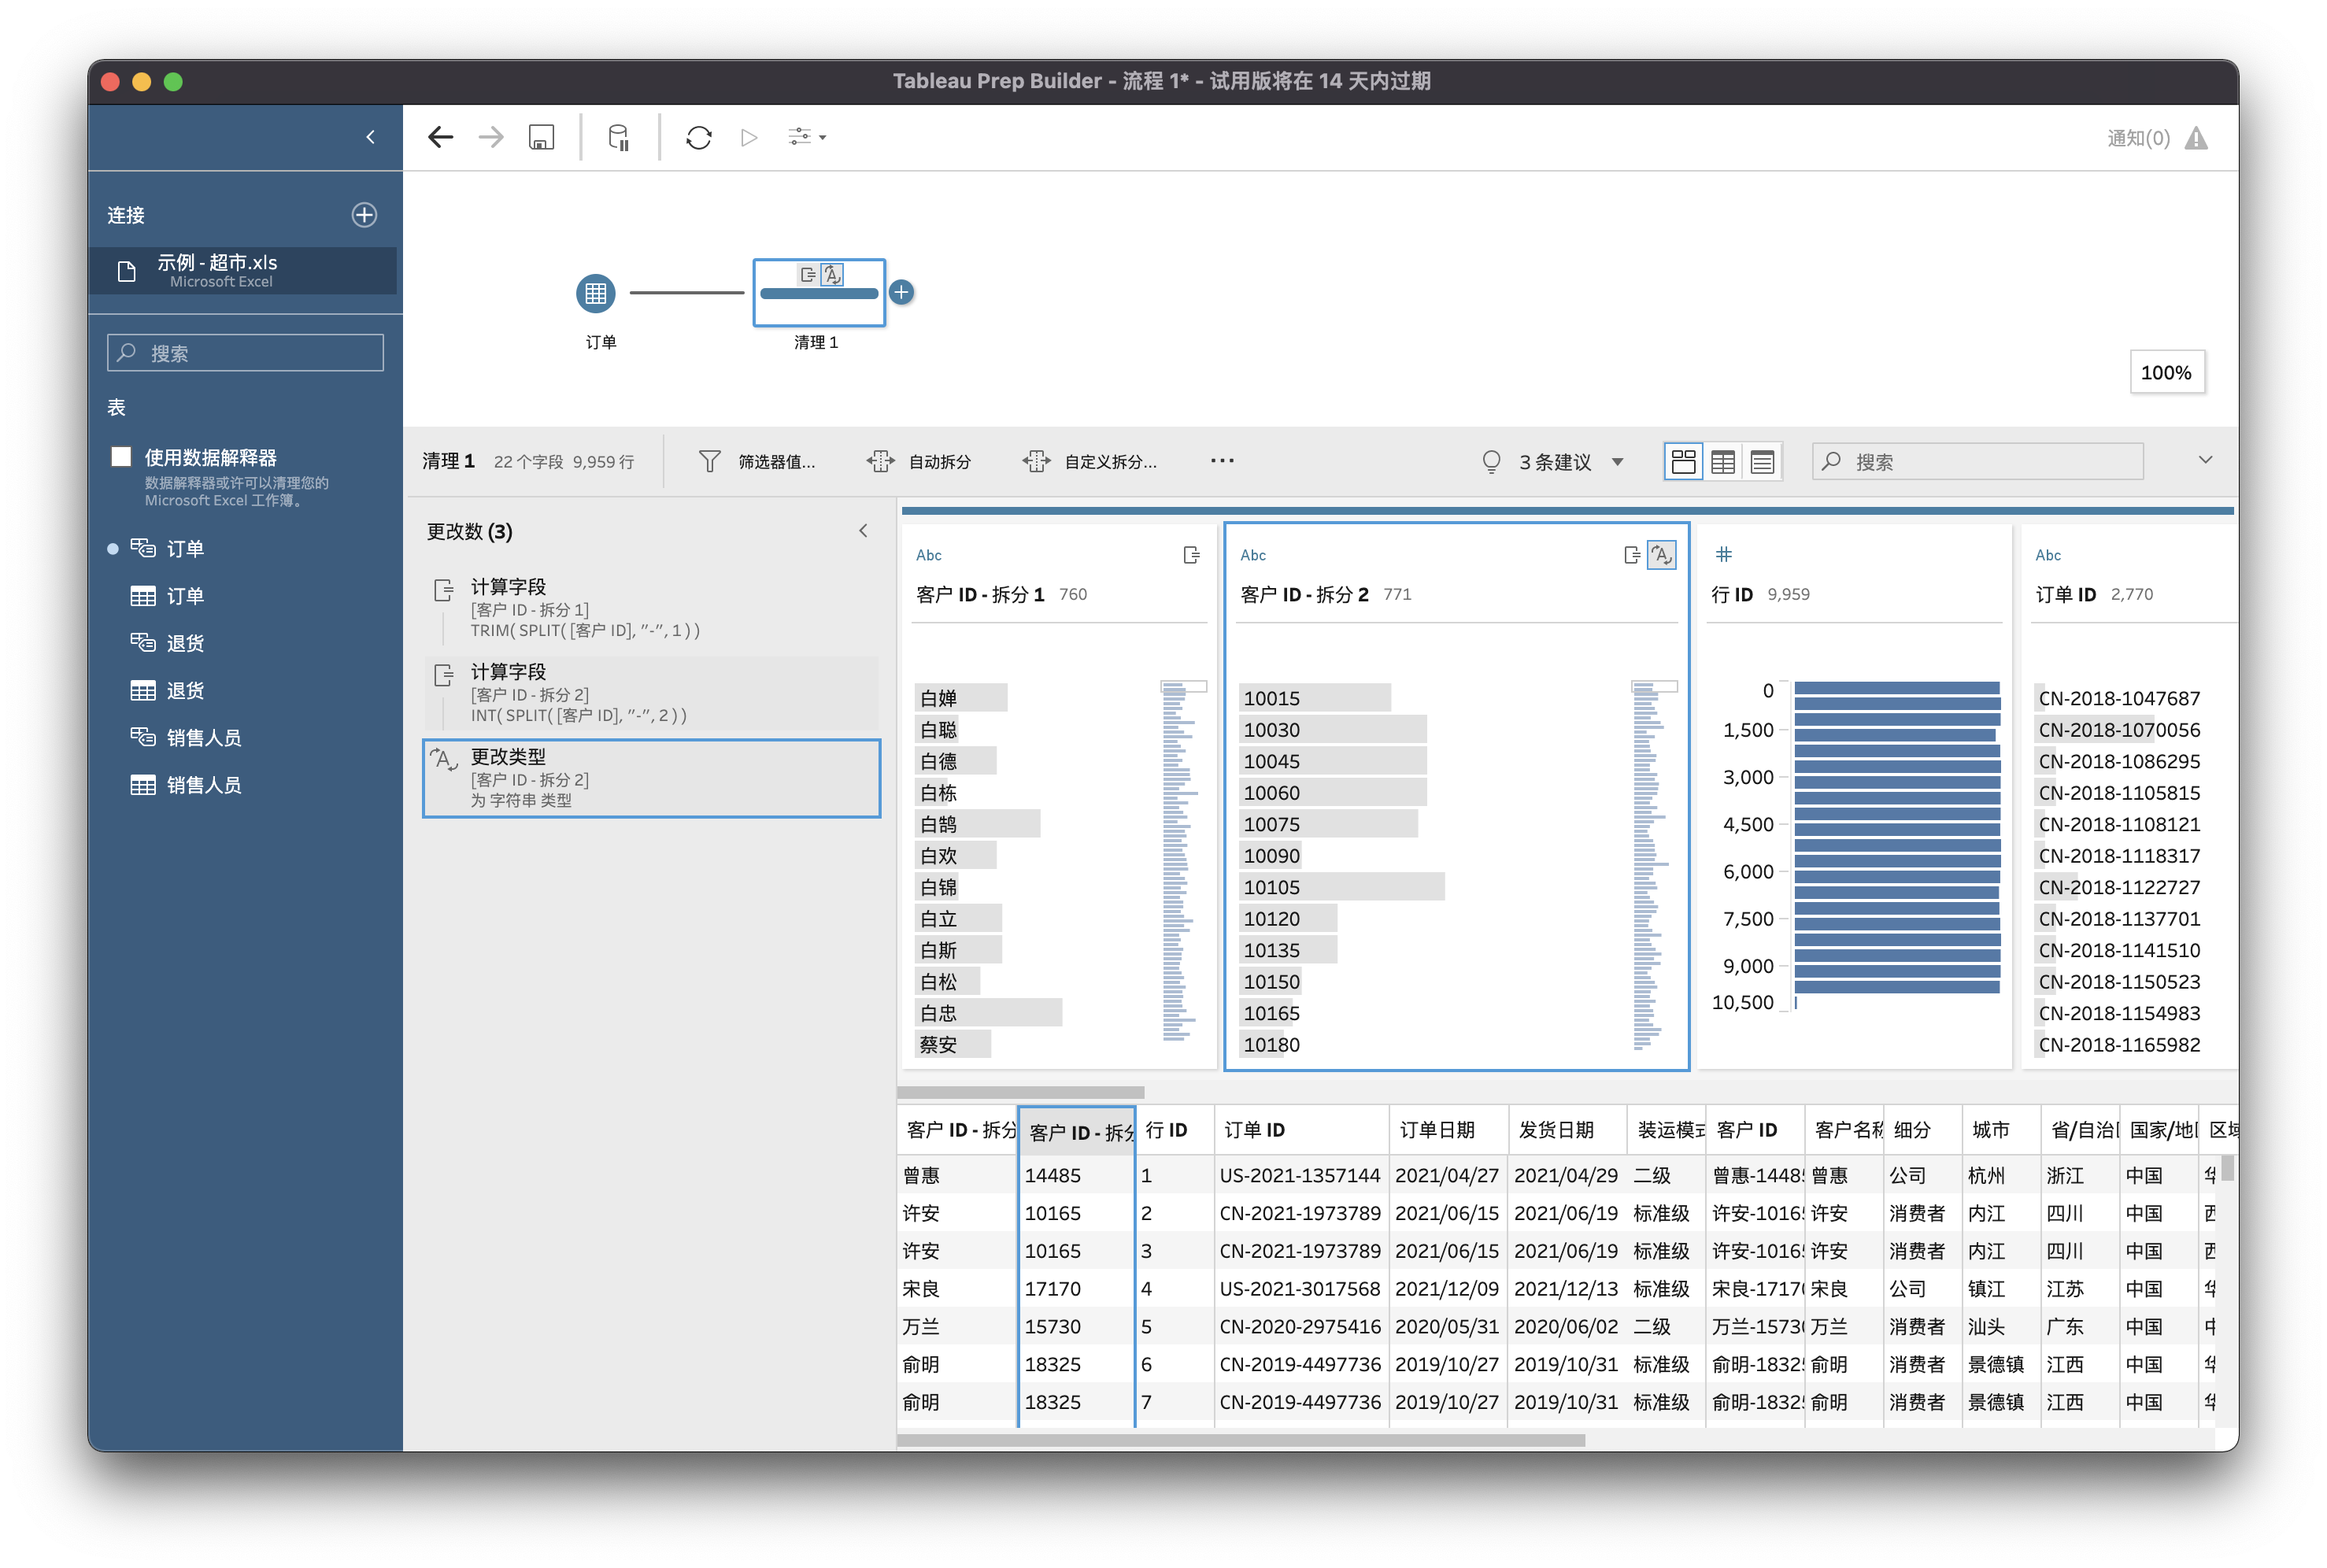 Tableau Prep Builder - 流程 1* - 试用版将在 14 天内过期
通知(0)
连接
示例 - 超市.xls
Microsoft Excel
搜索
表
使用数据解释器
数据解释器或许可以清理您的
Microsoft Excel 工作簿。
订单
订单
退货
退货
销售人员
销售人员
订单
清理 1
100%
清理 1 22 个字段 9,959 行
筛选器值...
自动拆分
自定义拆分...
3 条建议
搜索
更改数 (3)
计算字段
[客户 ID - 拆分 1]
TRIM( SPLIT( [客户 ID], "-", 1 ) )
计算字段
[客户 ID - 拆分 2]
INT( SPLIT( [客户 ID], "-", 2 ) )
更改类型
[客户 ID - 拆分 2]
为 字符串 类型
Abc
客户 ID - 拆分 1 760
白婵
白聪
白德
白栋
白鹄
白欢
白锦
白立
白斯
白松
白忠
蔡安
Abc
客户 ID - 拆分 2 771
10015
10030
10045
10060
10075
10090
10105
10120
10135
10150
10165
10180
#
行 ID 9,959
0
1,500
3,000
4,500
6,000
7,500
9,000
10,500
Abc
订单 ID 2,770
CN-2018-1047687
CN-2018-1070056
CN-2018-1086295
CN-2018-1105815
CN-2018-1108121
CN-2018-1118317
CN-2018-1122727
CN-2018-1137701
CN-2018-1141510
CN-2018-1150523
CN-2018-1154983
CN-2018-1165982
客户 ID - 拆分 客户 ID - 拆分 行 ID 订单 ID 订单日期 发货日期 装运模式 客户 ID 客户名称 细分 城市 省/自治 国家/地 区域
曾惠 14485 1 US-2021-1357144 2021/04/27 2021/04/29 二级 曾惠-1448 曾惠 公司 杭州 浙江 中国
许安 10165 2 CN-2021-1973789 2021/06/15 2021/06/19 标准级 许安-1016 许安 消费者 内江 四川 中国 西
许安 10165 3 CN-2021-1973789 2021/06/15 2021/06/19 标准级 许安-1016 许安 消费者 内江 四川 中国 西
宋良 17170 4 US-2021-3017568 2021/12/09 2021/12/13 标准级 宋良-1717 宋良 公司 镇江 江苏 中国
万兰 15730 5 CN-2020-2975416 2020/05/31 2020/06/02 二级 万兰-1573 万兰 消费者 汕头 广东 中国
俞明 18325 6 CN-2019-4497736 2019/10/27 2019/10/31 标准级 俞明-1832 俞明 消费者 景德镇 江西 中国
俞明 18325 7 CN-2019-4497736 2019/10/27 2019/10/31 标准级 俞明-1832 俞明 消费者 景德镇 江西 中国